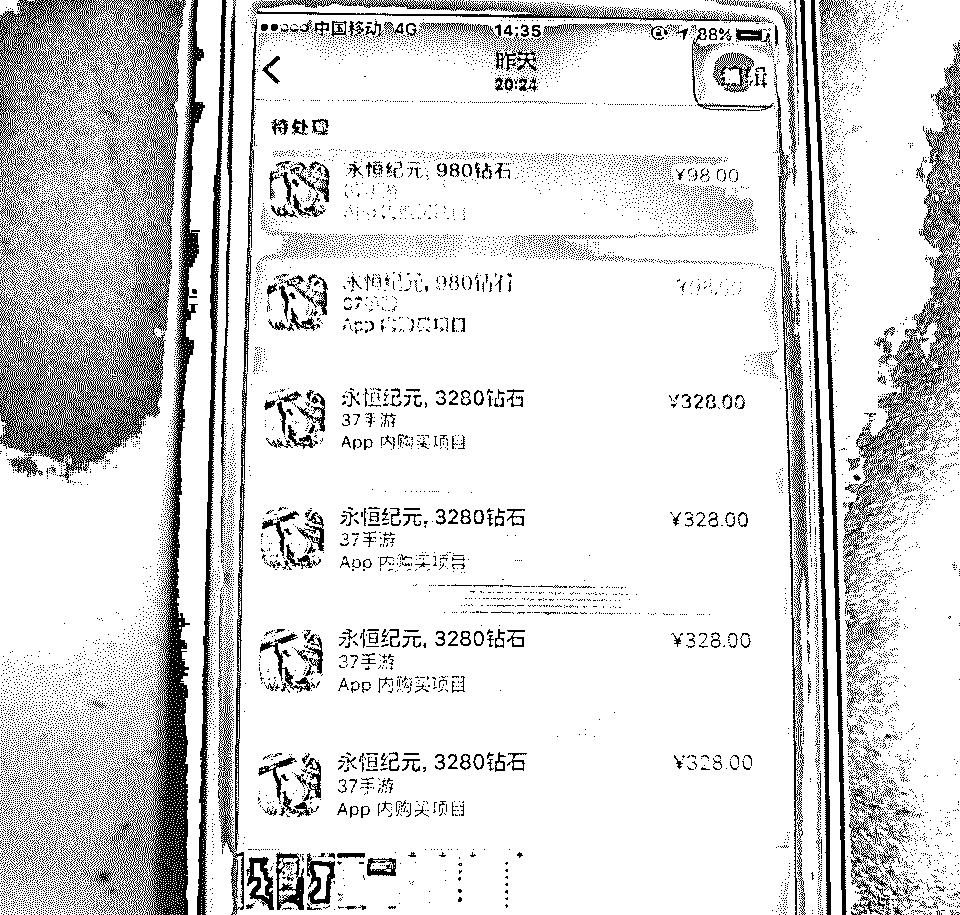 中国移动 4G 14:35 88%
昨天
20:24
待处理
永恒纪元, 980钻石 ¥98.00
永恒纪元, 980钻石 ¥98.00
App 内购买项目
永恒纪元, 3280钻石 ¥328.00
37手游
App 内购买项目
永恒纪元, 3280钻石 ¥328.00
37手游
App 内购买项目
永恒纪元, 3280钻石 ¥328.00
37手游
App 内购买项目
永恒纪元, 3280钻石 ¥328.00
37手游
App 内购买项目